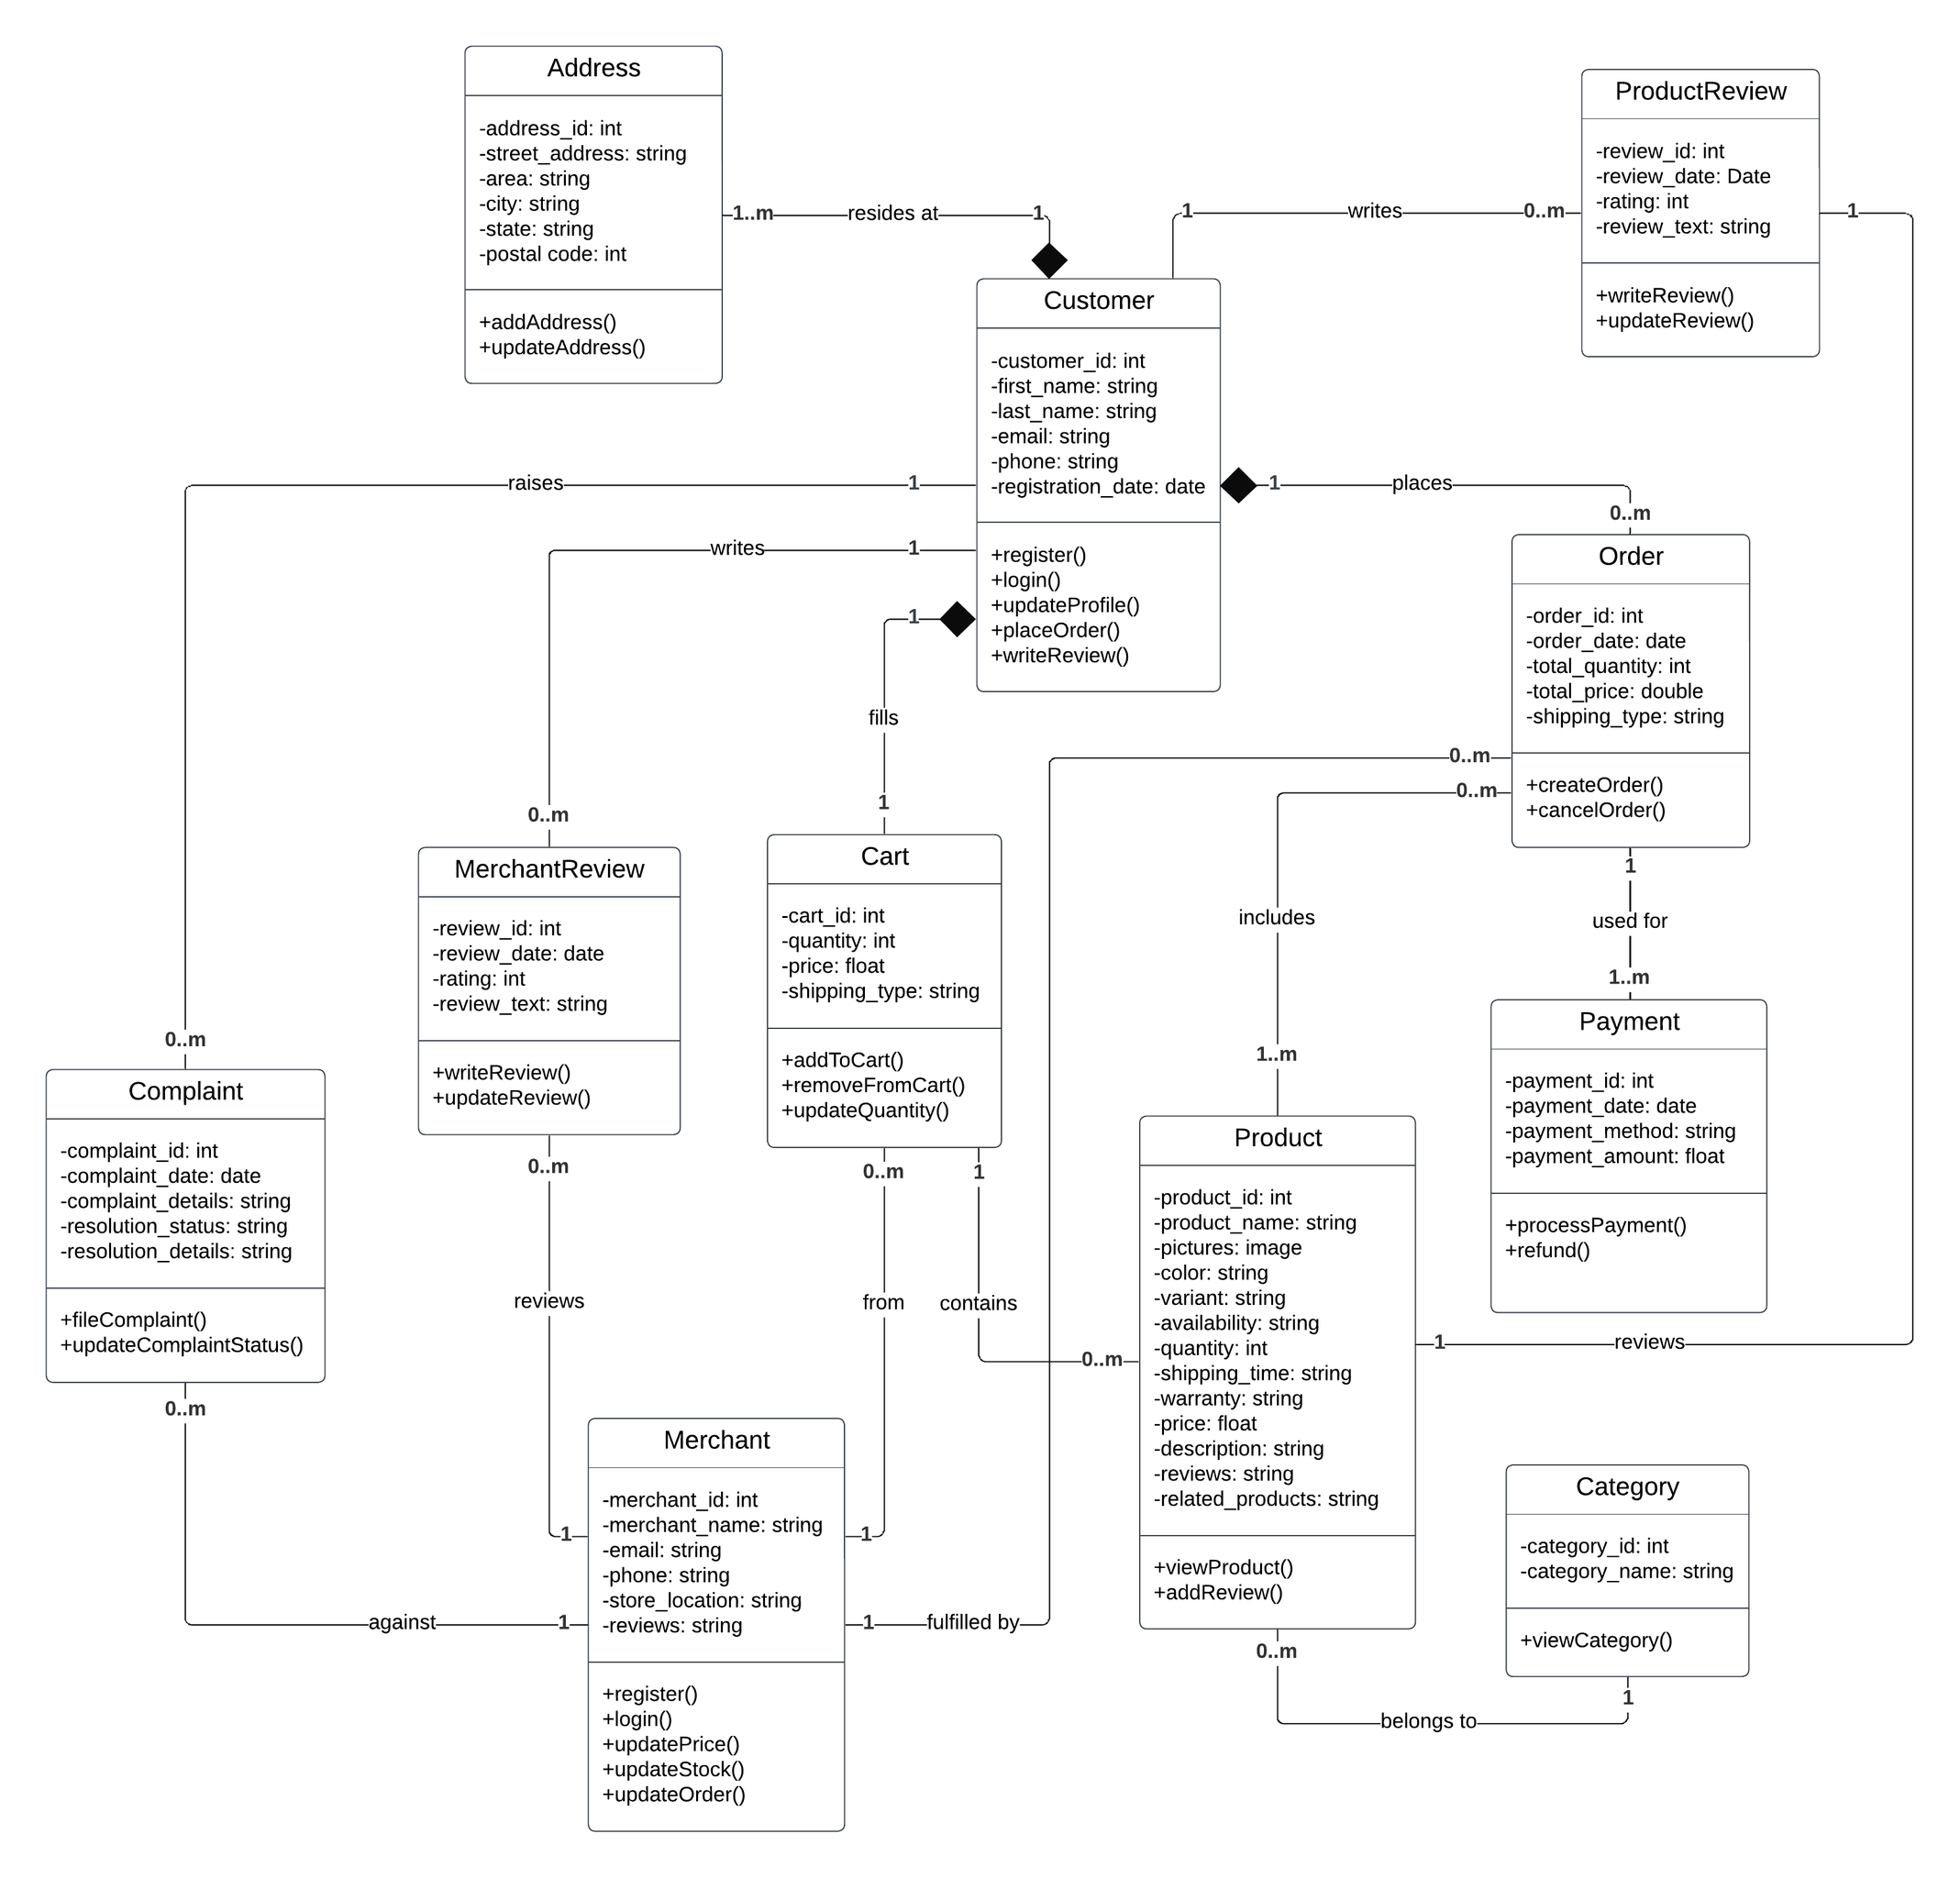 Address
-address_id: int
-street_address: string
-area: string
-city: string
-state: string
-postal code: int
+addAddress()
+updateAddress()
1..m
resides at
1
ProductReview
-review_id: int
-review_date: Date
-rating: int
-review_text: string
+writeReview()
+updateReview()
1
writes
0..m
1
Customer
-customer_id: int
-first_name: string
-last_name: string
-email: string
-phone: string
-registration_date: date
+register()
+login()
+updateProfile()
+placeOrder()
+writeReview()
raises
1
writes
1
1
fills
1
1
places
0..m
Order
-order_id: int
-order_date: date
-total_quantity: int
-total_price: double
-shipping_type: string
+createOrder()
+cancelOrder()
0..m
0..m
includes
1..m
1
used for
1..m
0..m
MerchantReview
-review_id: int
-review_date: date
-rating: int
-review_text: string
+writeReview()
+updateReview()
0..m
reviews
1
Cart
-cart_id: int
-quantity: int
-price: float
-shipping_type: string
+addToCart()
+removeFromCart()
+updateQuantity()
0..m
from
1
1
contains
0..m
Payment
-payment_id: int
-payment_date: date
-payment_method: string
-payment_amount: float
+processPayment()
+refund()
0..m
Complaint
-complaint_id: int
-complaint_date: date
-complaint_details: string
-resolution_status: string
-resolution_details: string
+fileComplaint()
+updateComplaintStatus()
0..m
against
1
Product
-product_id: int
-product_name: string
-pictures: image
-color: string
-variant: string
-availability: string
-quantity: int
-shipping_time: string
-warranty: string
-price: float
-description: string
-reviews: string
-related_products: string
+viewProduct()
+addReview()
1
reviews
Merchant
-merchant_id: int
-merchant_name: string
-email: string
-phone: string
-store_location: string
-reviews: string
+register()
+login()
+updatePrice()
+updateStock()
+updateOrder()
1
fulfilled by
Category
-category_id: int
-category_name: string
+viewCategory()
0..m
belongs to
1